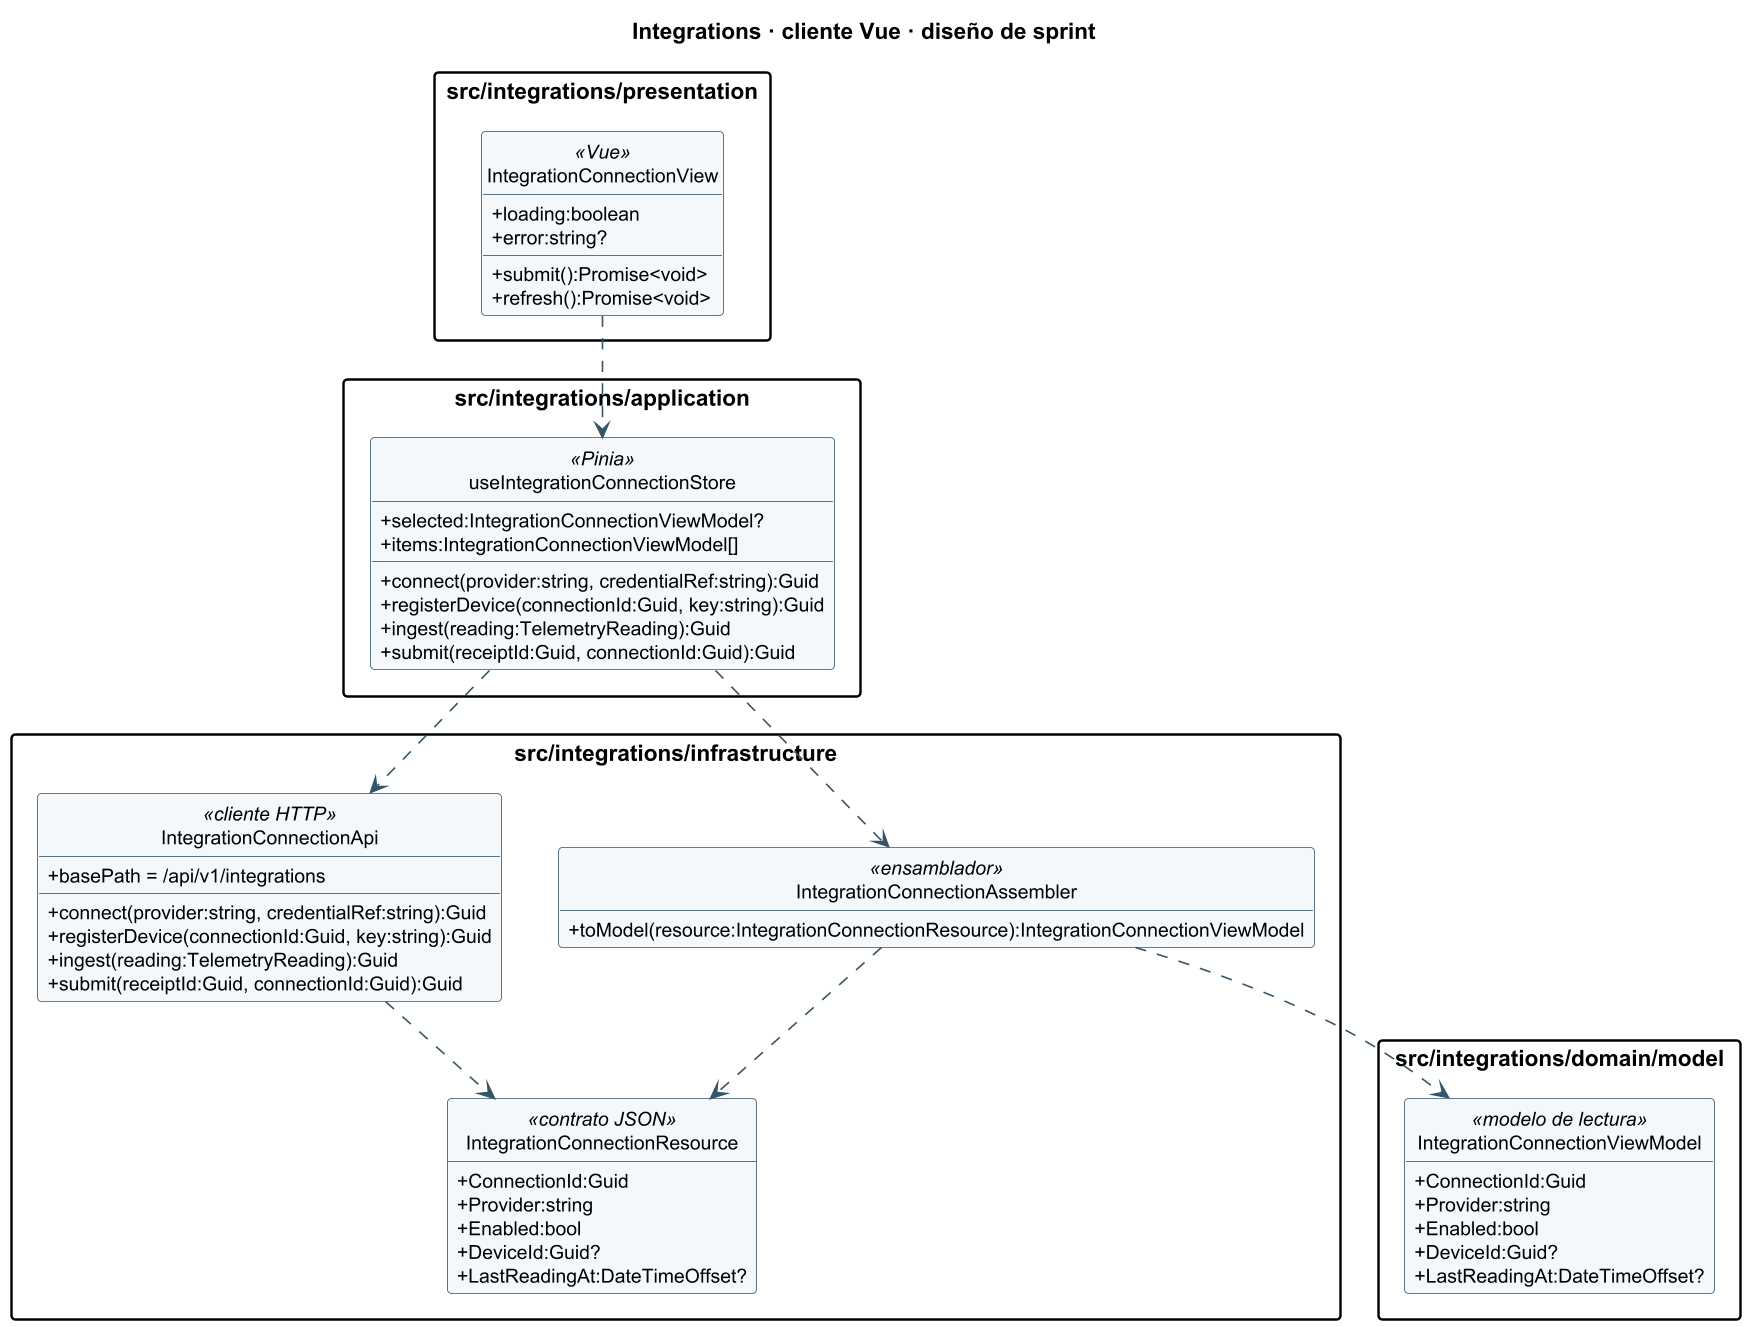 Integrations · cliente Vue · diseño de sprint
src/integrations/presentation
«Vue»
IntegrationConnectionView
+loading:boolean
+error:string?
+submit():Promise<void>
+refresh():Promise<void>
src/integrations/application
«Pinia»
useIntegrationConnectionStore
+selected:IntegrationConnectionViewModel?
+items:IntegrationConnectionViewModel[]
+connect(provider:string, credentialRef:string):Guid
+registerDevice(connectionId:Guid, key:string):Guid
+ingest(reading:TelemetryReading):Guid
+submit(receiptId:Guid, connectionId:Guid):Guid
src/integrations/infrastructure
«cliente HTTP»
IntegrationConnectionApi
+basePath = /api/v1/integrations
+connect(provider:string, credentialRef:string):Guid
+registerDevice(connectionId:Guid, key:string):Guid
+ingest(reading:TelemetryReading):Guid
+submit(receiptId:Guid, connectionId:Guid):Guid
«ensamblador»
IntegrationConnectionAssembler
+toModel(resource:IntegrationConnectionResource):IntegrationConnectionViewModel
«contrato JSON»
IntegrationConnectionResource
+ConnectionId:Guid
+Provider:string
+Enabled:bool
+DeviceId:Guid?
+LastReadingAt:DateTimeOffset?
src/integrations/domain/model
«modelo de lectura»
IntegrationConnectionViewModel
+ConnectionId:Guid
+Provider:string
+Enabled:bool
+DeviceId:Guid?
+LastReadingAt:DateTimeOffset?